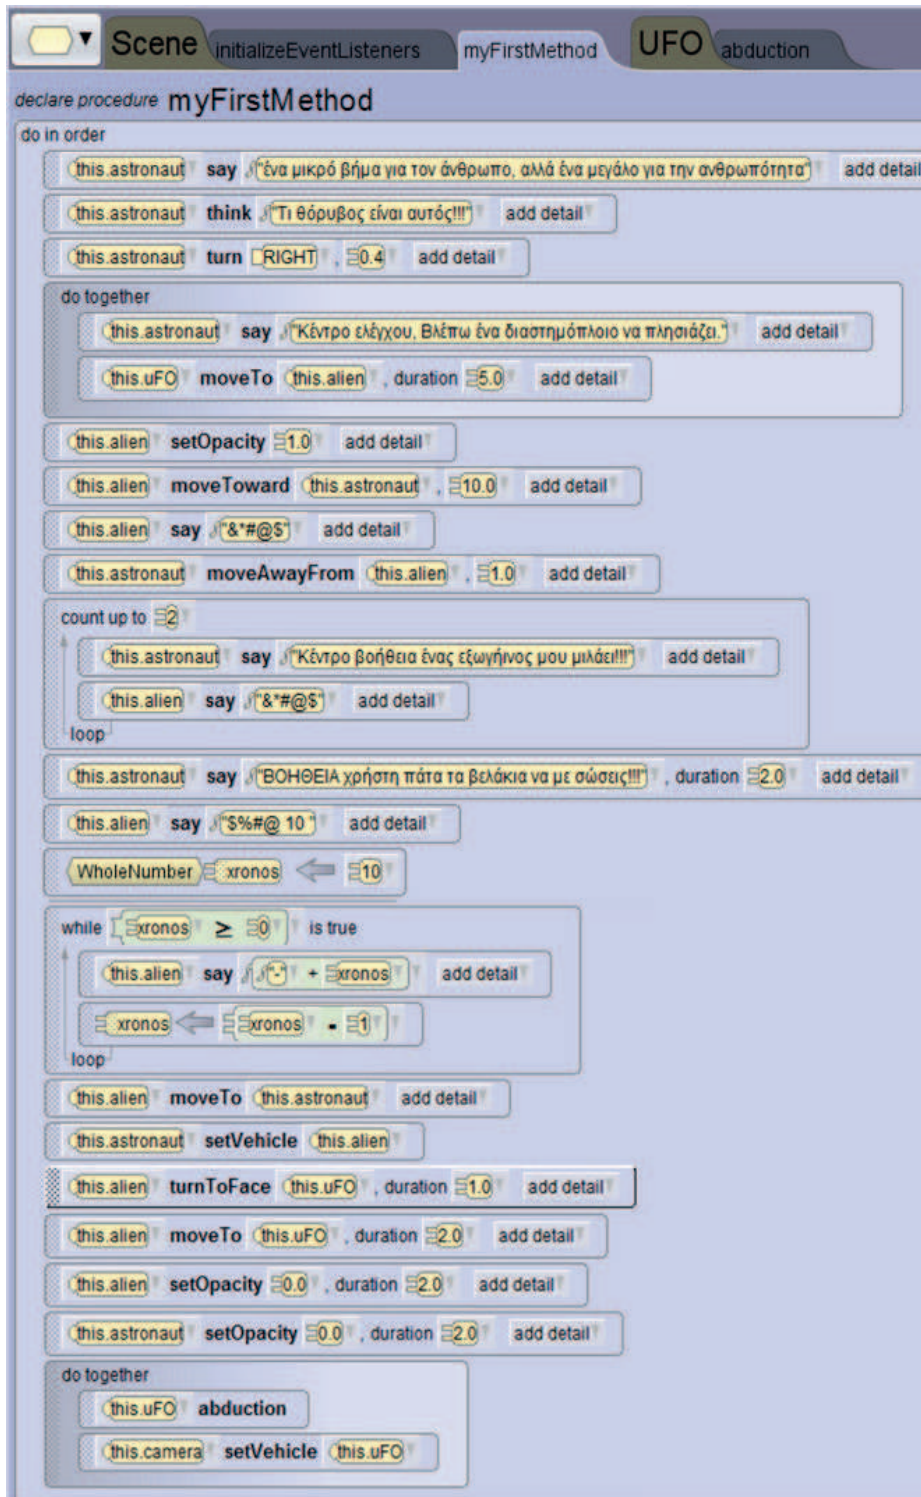 Scene initializeEventListeners myFirstMethod UFO abduction
declare procedure myFirstMethod
do in order
this.astronaut say "ένα μικρό βήμα για τον άνθρωπο, αλλά ένα μεγάλο για την ανθρωπότητα" add detail
this.astronaut think "Τι θόρυβος είναι αυτός!!!" add detail
this.astronaut turn RIGHT , 0.4 add detail
do together
this.astronaut say "Κέντρο ελέγχου, Βλέπω ένα διαστημόπλοιο να πλησιάζει." add detail
this.uFO moveTo this.alien , duration 5.0 add detail
this.alien setOpacity 1.0 add detail
this.alien moveToward this.astronaut , 10.0 add detail
this.alien say "&*#@$" add detail
this.astronaut moveAwayFrom this.alien , 1.0 add detail
count up to 2
this.astronaut say "Κέντρο βοήθεια ένας εξωγήινος μου μιλάει!!!" add detail
this.alien say "&*#@$" add detail
loop
this.astronaut say "ΒΟΗΘΕΙΑ χρήστη πάτα τα βελάκια να με σώσεις!!!" , duration 2.0 add detail
this.alien say "$%#@ 10 " add detail
WholeNumber xronos 10
while xronos ≥ 0 is true
this.alien say "-" + xronos add detail
xronos xronos - 1
loop
this.alien moveTo this.astronaut add detail
this.astronaut setVehicle this.alien
this.alien turnToFace this.uFO , duration 1.0 add detail
this.alien moveTo this.uFO , duration 2.0 add detail
this.alien setOpacity 0.0 , duration 2.0 add detail
this.astronaut setOpacity 0.0 , duration 2.0 add detail
do together
this.uFO abduction
this.camera setVehicle this.uFO